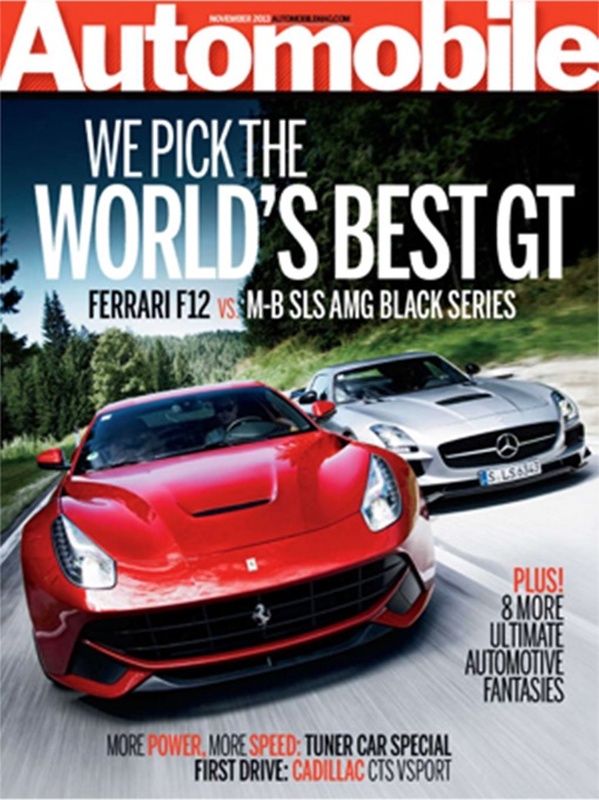 NOVEMBER 2013 AUTOMOBILEMAG.COM
Automobile
WE PICK THE
WORLD'S BEST GT
FERRARI F12 VS. M-B SLS AMG BLACK SERIES
S LS 6347
PLUS!
8 MORE
ULTIMATE
AUTOMOTIVE
FANTASIES
MORE POWER, MORE SPEED: TUNER CAR SPECIAL
FIRST DRIVE: CADILLAC CTS VSPORT